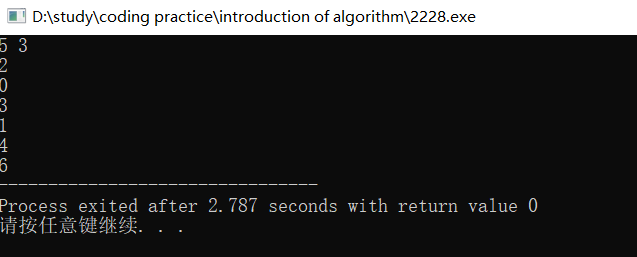 D:\study\coding practice\introduction of algorithm\2228.exe
5 3
2
0
3
1
4
6
--------------------------------
Process exited after 2.787 seconds with return value 0
请按任意键继续. . .